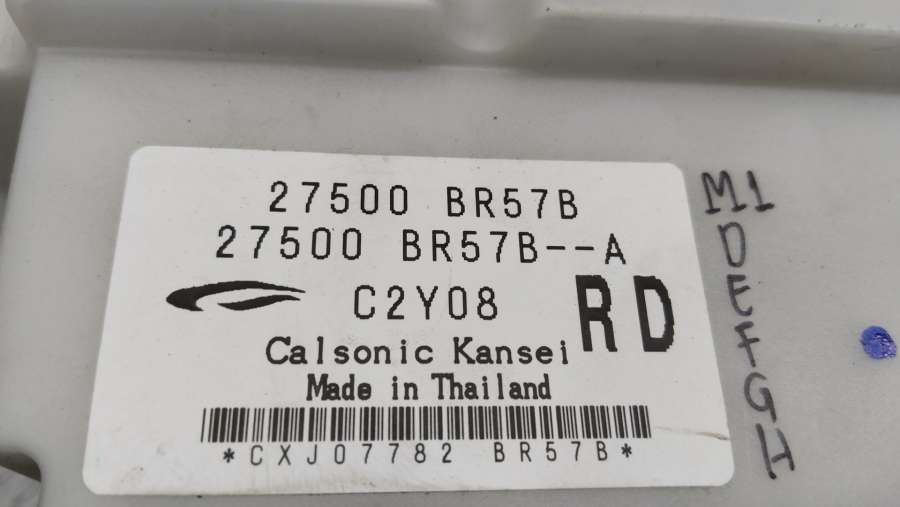 27500 BR57B
27500 BR57B--A
C2Y08
RD
Calsonic Kansei
Made in Thailand
*CXJ07782 BR57B*
M1
D
E
F
G
H